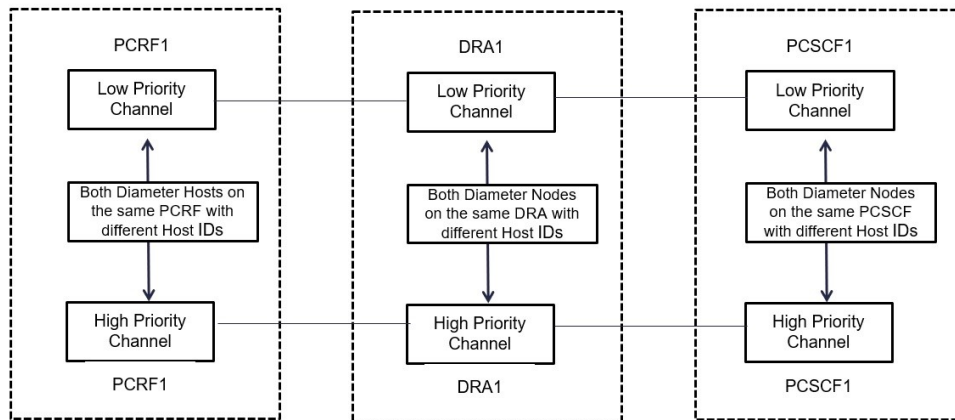 PCRF1
Low Priority
Channel
Both Diameter Hosts on
the same PCRF with
different Host IDs
High Priority
Channel
PCRF1
DRA1
Low Priority
Channel
Both Diameter Nodes
on the same DRA with
different Host IDs
High Priority
Channel
DRA1
PCSCF1
Low Priority
Channel
Both Diameter Nodes
on the same PCSCF
with different Host IDs
High Priority
Channel
PCSCF1